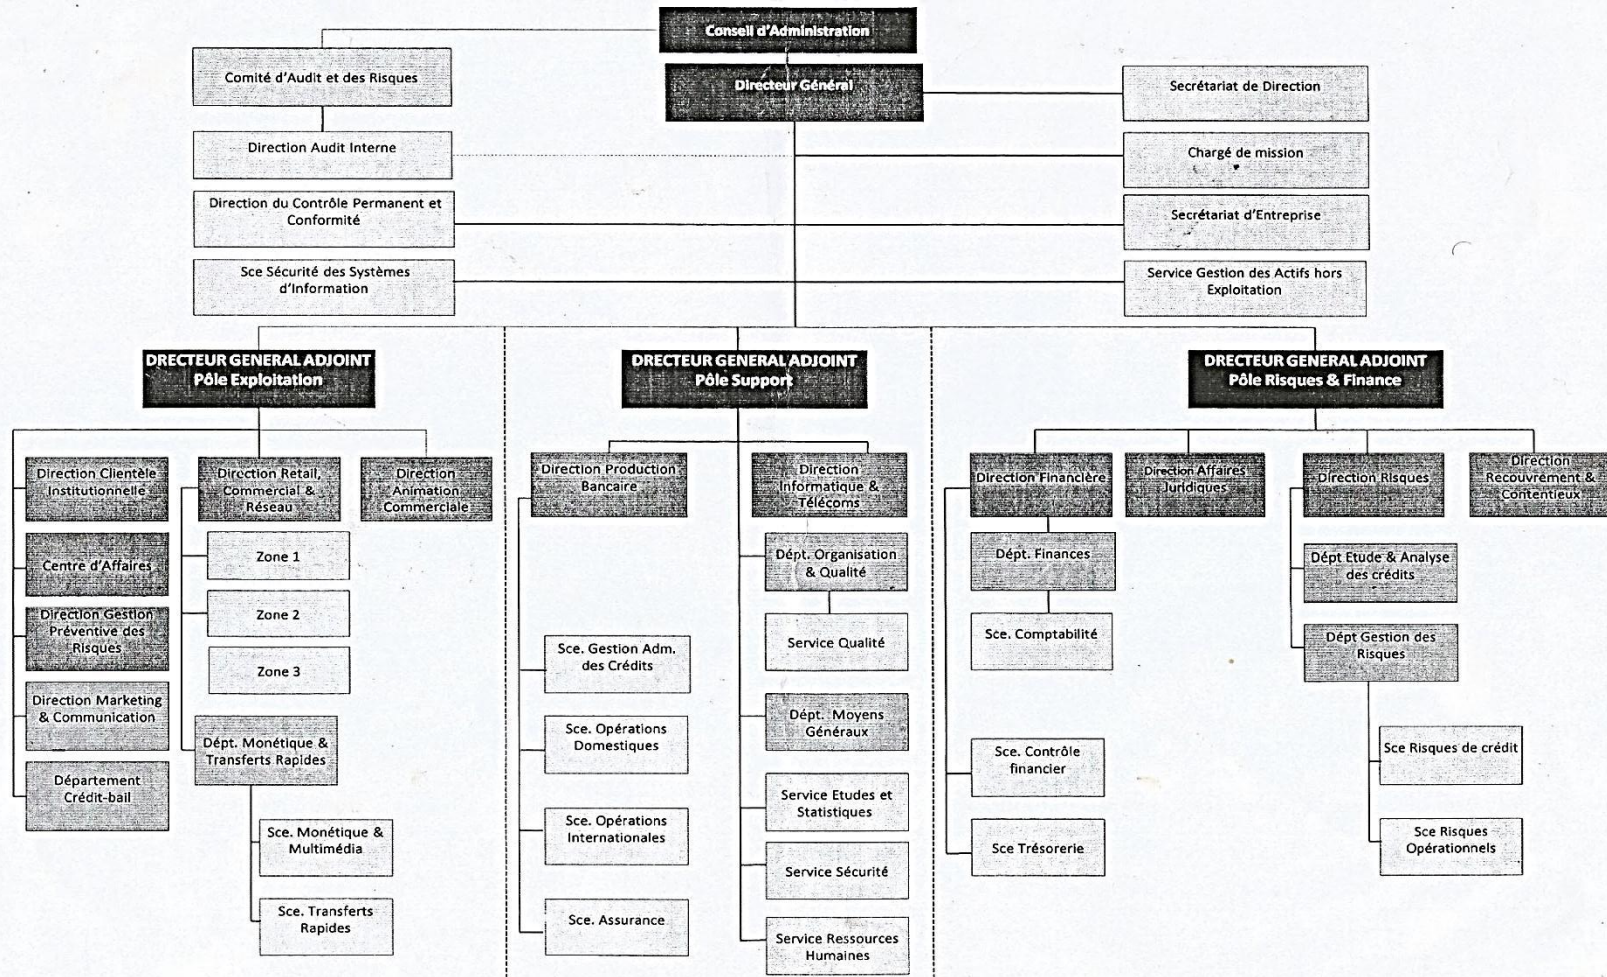 Conseil d'Administration
Comité d'Audit et des Risques
Directeur Général
Secrétariat de Direction
Direction Audit Interne
Chargé de mission
Direction du Contrôle Permanent et
Conformité
Secrétariat d'Entreprise
Sce Sécurité des Systèmes
d'Information
Service Gestion des Actifs hors
Exploitation
DRECTEUR GENERAL ADJOINT
Pôle Exploitation
DRECTEUR GENERAL ADJOINT
Pôle Support
DRECTEUR GENERAL ADJOINT
Pôle Risques & Finance
Direction Clientèle
Institutionnelle
Centre d'Affaires
Direction Gestion
Préventive des
Risques
Direction Marketing
& Communication
Département
Crédit-bail
Direction Retail,
Commercial &
Réseau
Zone 1
Zone 2
Zone 3
Dépt. Monétique &
Transferts Rapides
Sce. Monétique &
Multimédia
Sce. Transferts
Rapides
Direction
Animation
Commerciale
Direction Production
Bancaire
Sce. Gestion Adm.
des Crédits
Sce. Opérations
Domestiques
Sce. Opérations
Internationales
Sce. Assurance
Direction
Informatique &
Télécoms
Dépt. Organisation
& Qualité
Service Qualité
Dépt. Moyens
Généraux
Service Etudes et
Statistiques
Service Sécurité
Service Ressources
Humaines
Direction Financière
Dépt. Finances
Sce. Comptabilité
Sce. Contrôle
financier
Sce Trésorerie
Direction Affaires
Juridiques
Direction Risques
Dépt Etude & Analyse
des crédits
Dépt Gestion des
Risques
Sce Risques de crédit
Sce Risques
Opérationnels
Direction
Recouvrement &
Contentieux